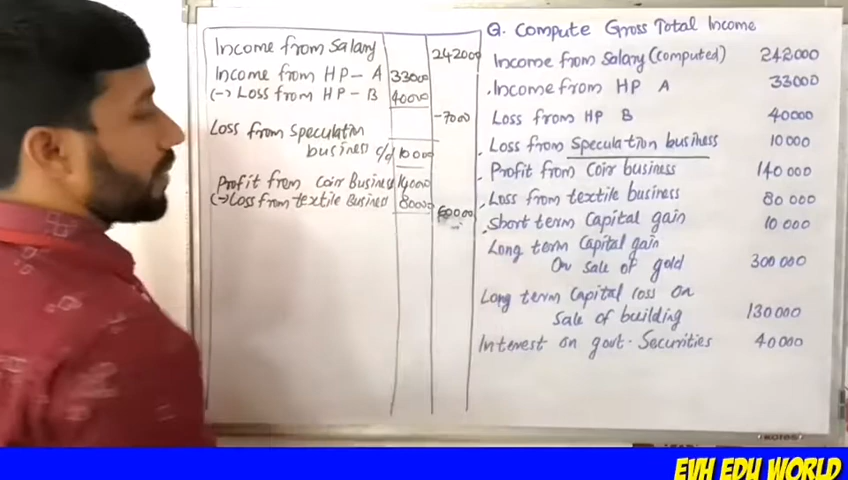 Income from Salary 242000
Income from HP - A 33000
(-) Loss from HP - B 40000
-7000
Loss from Speculation
business c/d 10000
Profit from Coir Business 14000
(-) Loss from textile Business 8000 60000
Q. Compute Gross Total Income
Income from Salary (computed) 242000
Income from HP A 33000
Loss from HP B 40000
Loss from Speculation business 10000
Profit from Coir business 140000
Loss from textile business 80000
Short term Capital gain 10000
Long term Capital gain
On sale of gold 300000
Long term Capital loss on
Sale of building 130000
Interest on govt. Securities 40000
KORES
EVH EDU WORLD